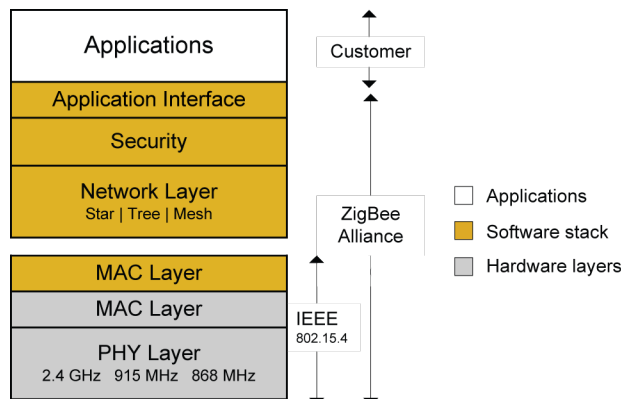 Applications
Application Interface
Security
Network Layer
Star | Tree | Mesh
MAC Layer
MAC Layer
PHY Layer
2.4 GHz 915 MHz 868 MHz
Customer
ZigBee
Alliance
IEEE
802.15.4
Applications
Software stack
Hardware layers